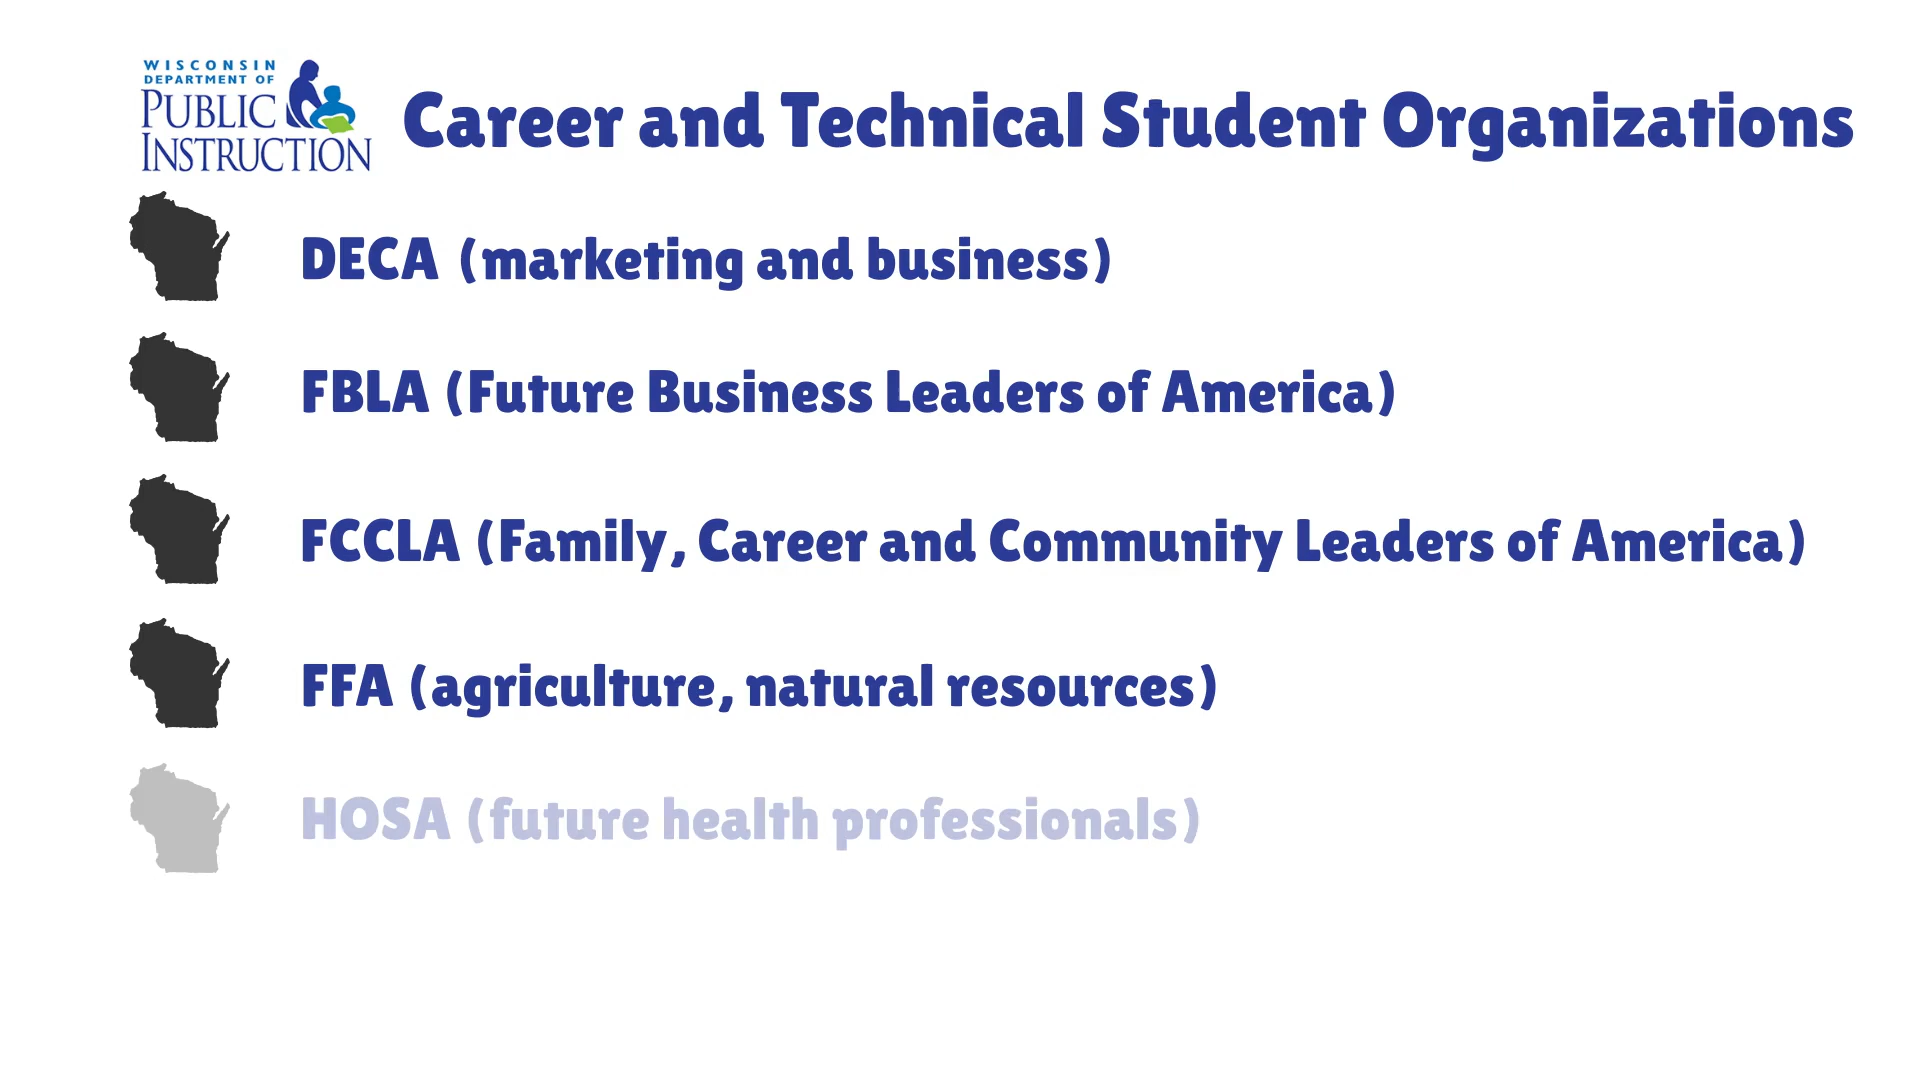 WISCONSIN
DEPARTMENT OF
PUBLIC
INSTRUCTION
Career and Technical Student Organizations
DECA (marketing and business)
FBLA (Future Business Leaders of America)
FCCLA (Family, Career and Community Leaders of America)
FFA (agriculture, natural resources)
HOSA (future health professionals)